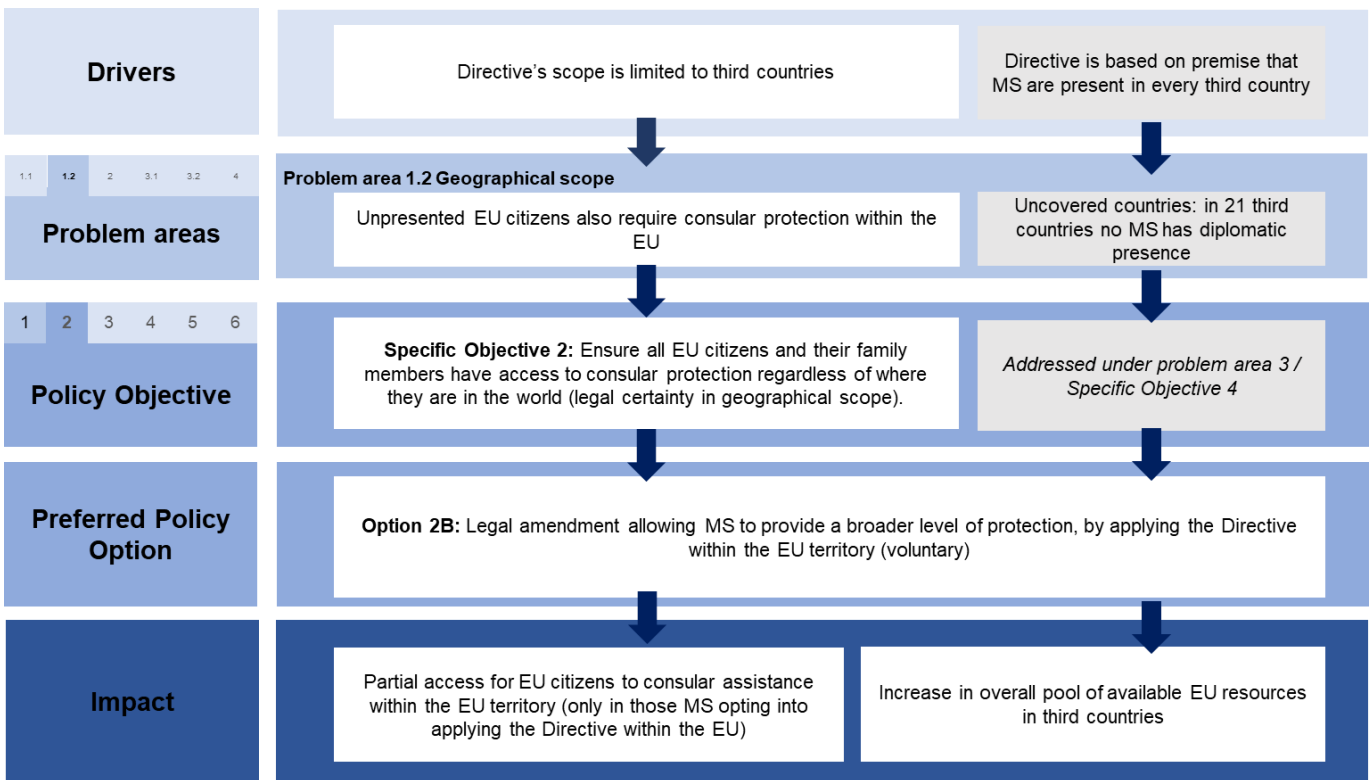 Drivers
Directive's scope is limited to third countries
Directive is based on premise that
MS are present in every third country
1.1 1.2 2 3.1 3.2 4
Problem areas
Problem area 1.2 Geographical scope
Unpresented EU citizens also require consular protection within the
EU
Uncovered countries: in 21 third
countries no MS has diplomatic
presence
1 2 3 4 5 6
Policy Objective
Specific Objective 2: Ensure all EU citizens and their family
members have access to consular protection regardless of where
they are in the world (legal certainty in geographical scope).
Addressed under problem area 3 /
Specific Objective 4
Preferred Policy
Option
Option 2B: Legal amendment allowing MS to provide a broader level of protection, by applying the Directive
within the EU territory (voluntary)
Impact
Partial access for EU citizens to consular assistance
within the EU territory (only in those MS opting into
applying the Directive within the EU)
Increase in overall pool of available EU resources
in third countries